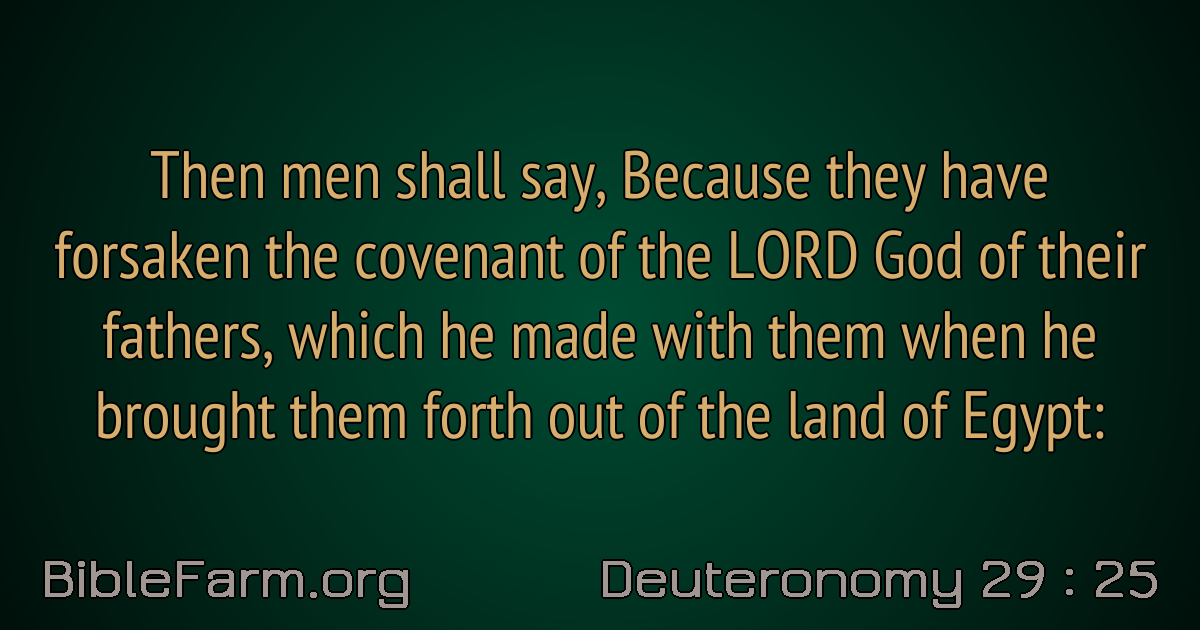 Then men shall say, Because they have
forsaken the covenant of the LORD God of their
fathers, which he made with them when he
brought them forth out of the land of Egypt:
BibleFarm.org
Deuteronomy 29 : 25